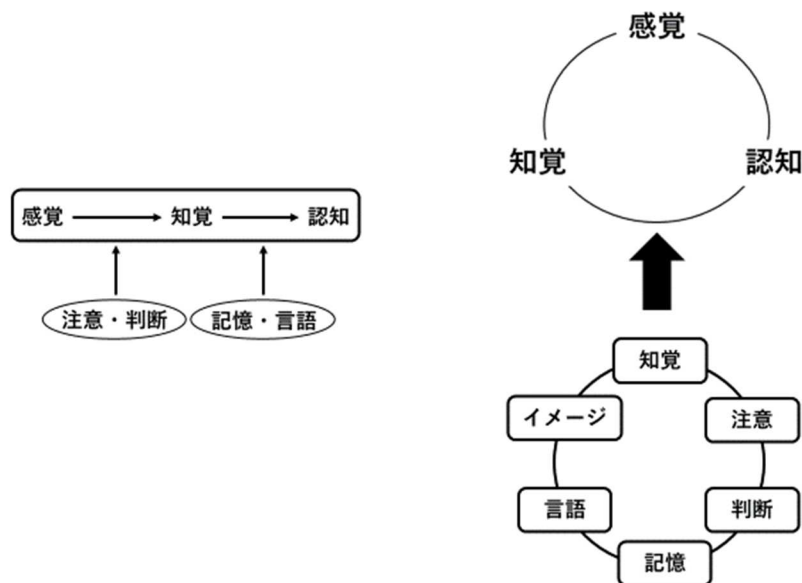 感覚 知覚 認知
注意・判断 記憶・言語
感覚
知覚 認知
知覚
イメージ 注意
言語 判断
記憶